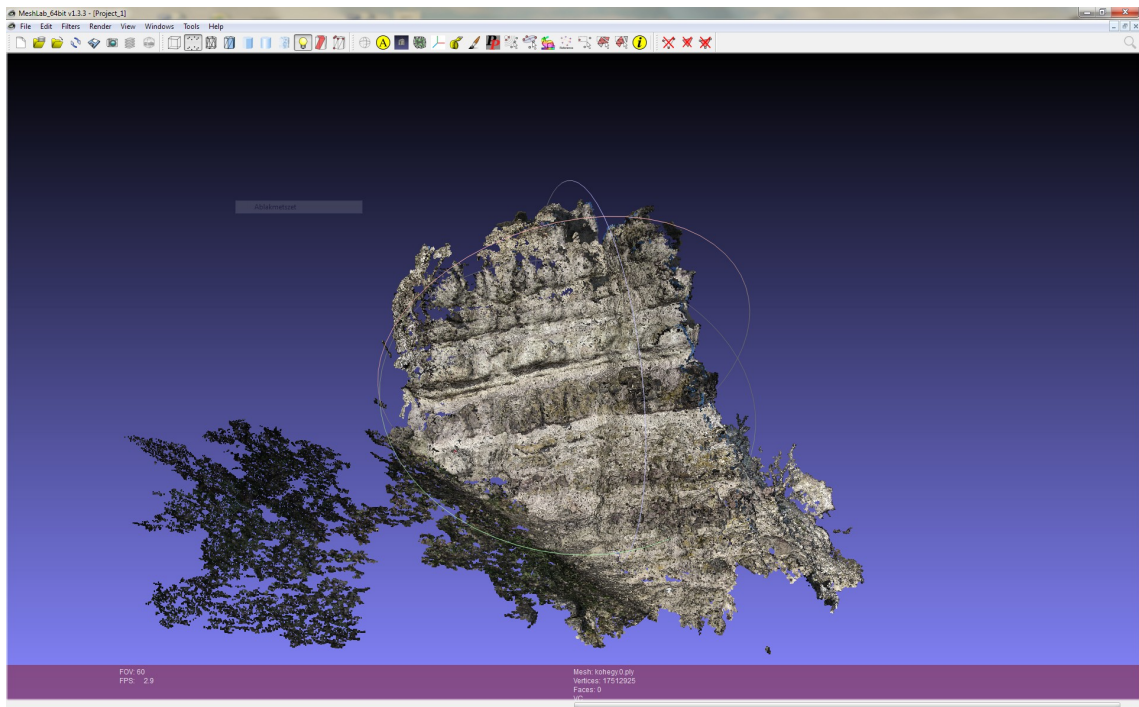 MeshLab_64bit v1.3.3 - [Project_1]
File Edit Filters Render View Windows Tools Help
FOV: 60
FPS: 2.9
Mesh: kohegy.0.ply
Vertices: 17512925
Faces: 0
VC